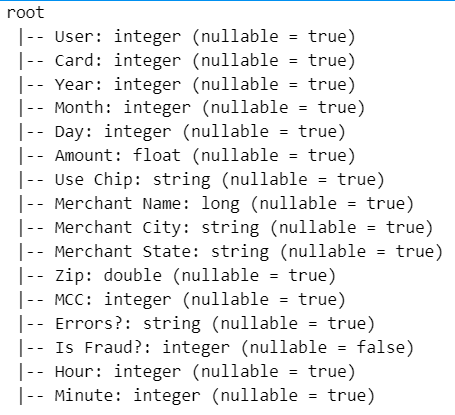 root
 |-- User: integer (nullable = true)
 |-- Card: integer (nullable = true)
 |-- Year: integer (nullable = true)
 |-- Month: integer (nullable = true)
 |-- Day: integer (nullable = true)
 |-- Amount: float (nullable = true)
 |-- Use Chip: string (nullable = true)
 |-- Merchant Name: long (nullable = true)
 |-- Merchant City: string (nullable = true)
 |-- Merchant State: string (nullable = true)
 |-- Zip: double (nullable = true)
 |-- MCC: integer (nullable = true)
 |-- Errors?: string (nullable = true)
 |-- Is Fraud?: integer (nullable = false)
 |-- Hour: integer (nullable = true)
 |-- Minute: integer (nullable = true)